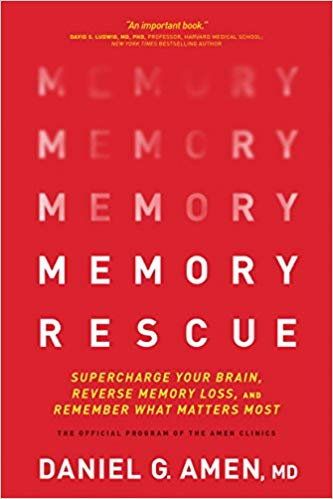 "An important book."
DAVID S. LUDWIG, MD, PHD, PROFESSOR, HARVARD MEDICAL SCHOOL;
NEW YORK TIMES BESTSELLING AUTHOR
MEMORY
MEMORY
MEMORY
MEMORY
RESCUE
SUPERCHARGE YOUR BRAIN,
REVERSE MEMORY LOSS, AND
REMEMBER WHAT MATTERS MOST
THE OFFICIAL PROGRAM OF THE AMEN CLINICS
DANIEL G. AMEN, MD